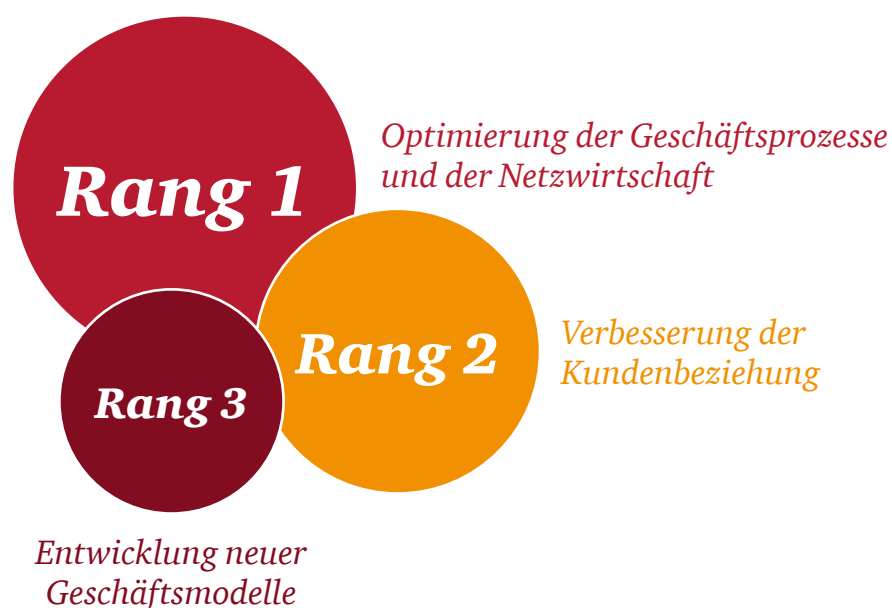 Rang 1
Optimierung der Geschäftsprozesse
und der Netzwirtschaft
Rang 2
Verbesserung der
Kundenbeziehung
Rang 3
Entwicklung neuer
Geschäftsmodelle